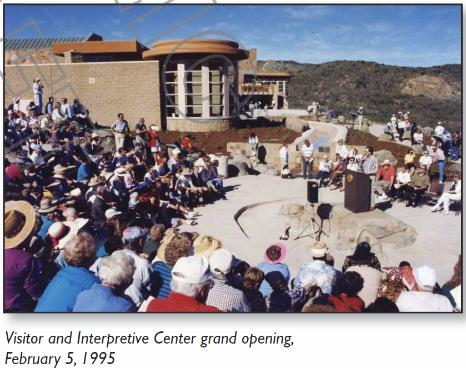 Visitor and Interpretive Center grand opening,
February 5, 1995